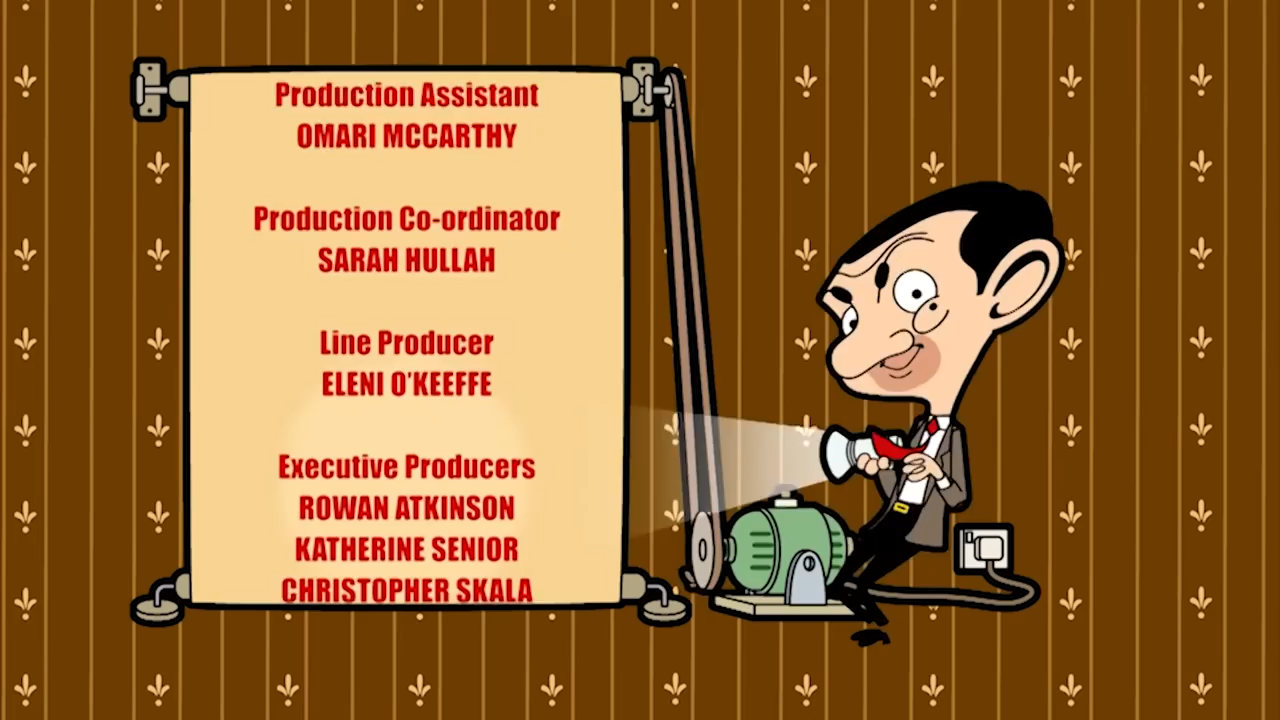 Production Assistant
OMARI MCCARTHY
Production Co-ordinator
SARAH HULLAH
Line Producer
ELENI O'KEEFFE
Executive Producers
ROWAN ATKINSON
KATHERINE SENIOR
CHRISTOPHER SKALA